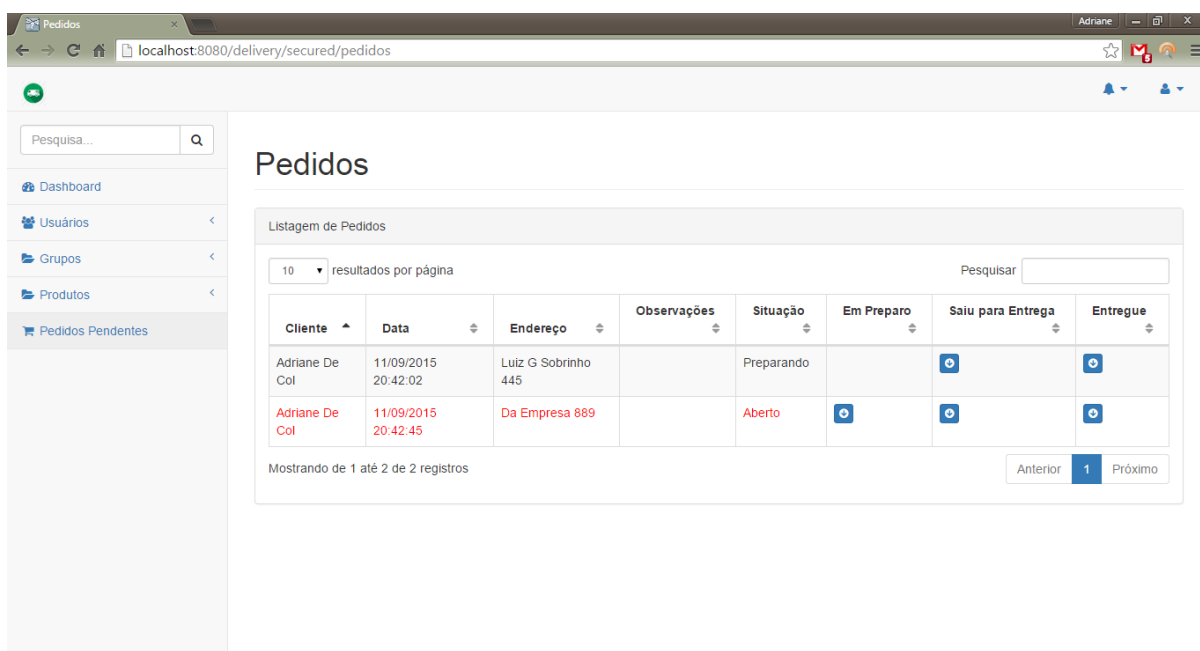 Pedidos
Adriane
localhost:8080/delivery/secured/pedidos
5
Pesquisa...
Dashboard
Usuários
Grupos
Produtos
Pedidos Pendentes
Pedidos
Listagem de Pedidos
10 resultados por página
Pesquisar
Cliente Data Endereço Observações Situação Em Preparo Saiu para Entrega Entregue
Adriane De 11/09/2015 Luiz G Sobrinho Preparando
Col 20:42:02 445
Adriane De 11/09/2015 Da Empresa 889 Aberto
Col 20:42:45
Mostrando de 1 até 2 de 2 registros
Anterior 1 Próximo